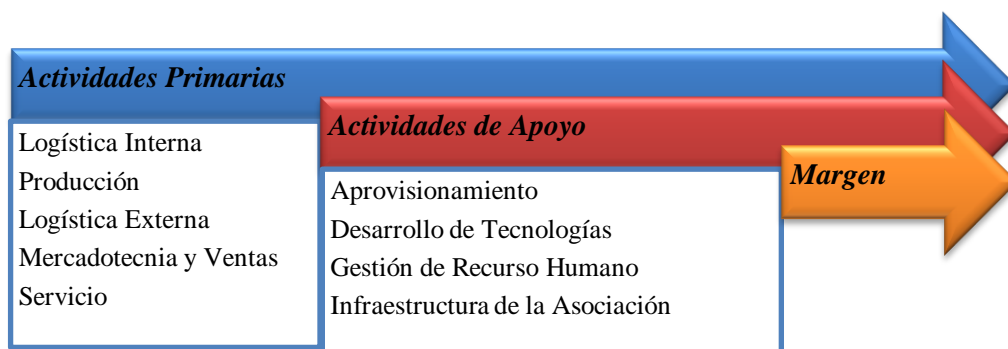 Actividades Primarias
Logística Interna
Producción
Logística Externa
Mercadotecnia y Ventas
Servicio
Actividades de Apoyo
Aprovisionamiento
Desarrollo de Tecnologías
Gestión de Recurso Humano
Infraestructura de la Asociación
Margen